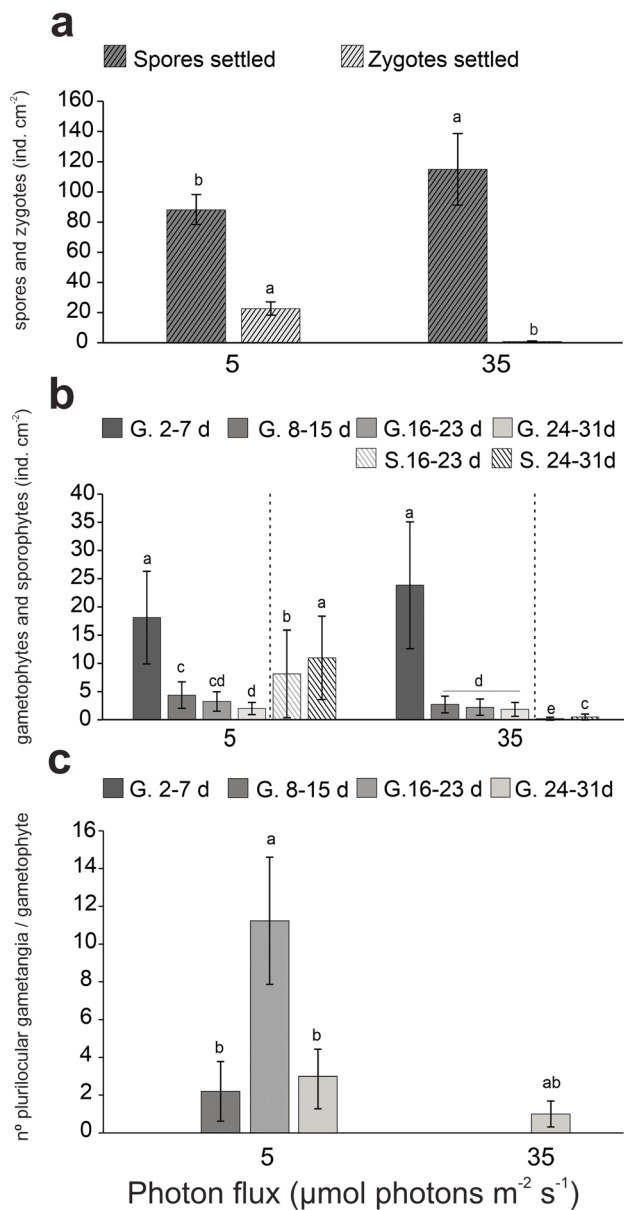 a
Spores settled Zygotes settled
spores and zygotes (ind. cm⁻²)
160
140
120
100
80
60
40
20
0
b
a
a
b
5 35
b
G. 2-7 d G. 8-15 d G.16-23 d G. 24-31d
S.16-23 d S. 24-31d
gametophytes and sporophytes (ind. cm⁻²)
40
35
30
25
20
15
10
5
0
a
c
cd
d
b
a
a
d
e
c
5 35
c
G. 2-7 d G. 8-15 d G.16-23 d G. 24-31d
nº plurilocular gametangia / gametophyte
16
14
12
10
8
6
4
2
0
b
a
b
ab
5 35
Photon flux (µmol photons m⁻² s⁻¹)